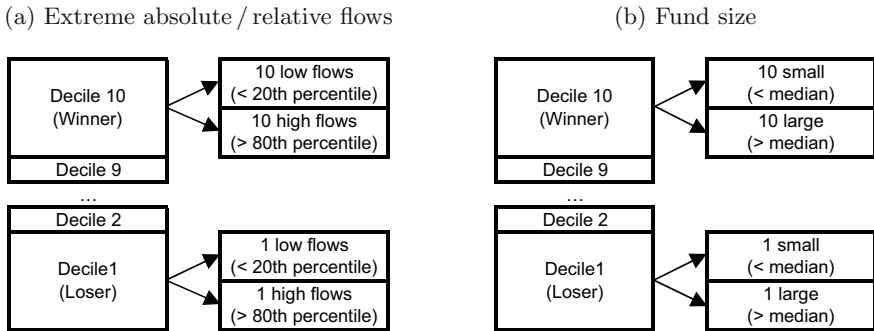 (a) Extreme absolute / relative flows
Decile 10
(Winner)
Decile 9
...
Decile 2
Decile1
(Loser)
10 low flows
(< 20th percentile)
10 high flows
(> 80th percentile)
1 low flows
(< 20th percentile)
1 high flows
(> 80th percentile)
(b) Fund size
Decile 10
(Winner)
Decile 9
...
Decile 2
Decile1
(Loser)
10 small
(< median)
10 large
(> median)
1 small
(< median)
1 large
(> median)